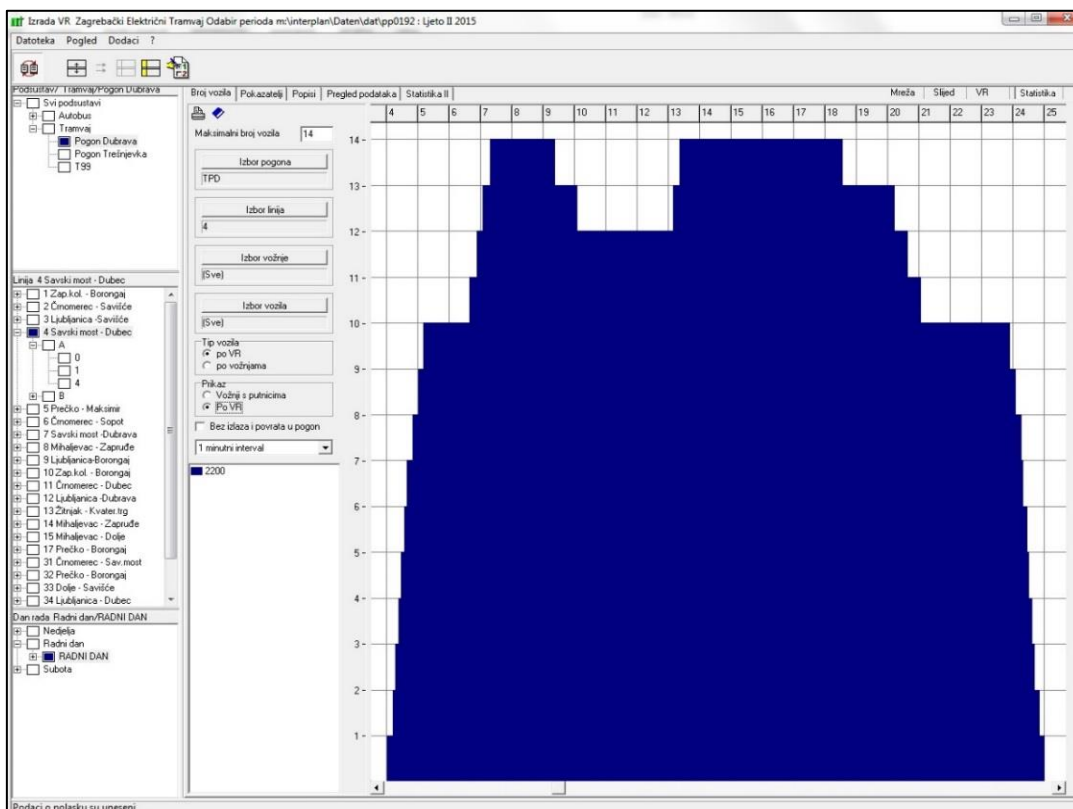 Izrada VR Zagrebački Električni Tramvaj Odabir perioda m:\interplan\Daten\dat\pp0192 : Ljeto II 2015
Datoteka Pogled Dodaci ?
Podsustav/ Tramvaj/Pogon Dubrava
Svi podsustavi
Autobus
Tramvaj
Pogon Dubrava
Pogon Trešnjevka
T99
Linija 4 Savski most - Dubec
1 Zap.kol. - Borongaj
2 Črnomerec - Savišće
3 Ljubljanica -Savišće
4 Savski most - Dubec
A
0
1
4
B
5 Prečko - Maksimir
6 Črnomerec - Sopot
7 Savski most -Dubrava
8 Mihaljevac - Zapruđe
9 Ljubljanica-Borongaj
10 Zap.kol. - Borongaj
11 Črnomerec - Dubec
12 Ljubljanica -Dubrava
13 Žitnjak - Kvater.trg
14 Mihaljevac - Zapruđe
15 Mihaljevac - Dolje
17 Prečko - Borongaj
31 Črnomerec - Sav.most
32 Prečko - Borongaj
33 Dolje - Savišće
34 Ljubljanica - Dubec
Dan rada Radni dan/RADNI DAN
Nedjelja
Radni dan
RADNI DAN
Subota
Broj vozila Pokazatelji Popisi Pregled podataka Statistika II
Mreža Slijed VR Statistika
Maksimalni broj vozila 14
Izbor pogona
TPD
Izbor linija
4
Izbor vožnje
(Sve)
Izbor vozila
(Sve)
Tip vozila
po VR
po vožnjama
Prikaz
Vožnji s putnicima
Po VR
Bez izlaza i povrata u pogon
1 minutni interval
2200
4 5 6 7 8 9 10 11 12 13 14 15 16 17 18 19 20 21 22 23 24 25
14
13
12
11
10
9
8
7
6
5
4
3
2
1
Podaci o polasku su uneseni